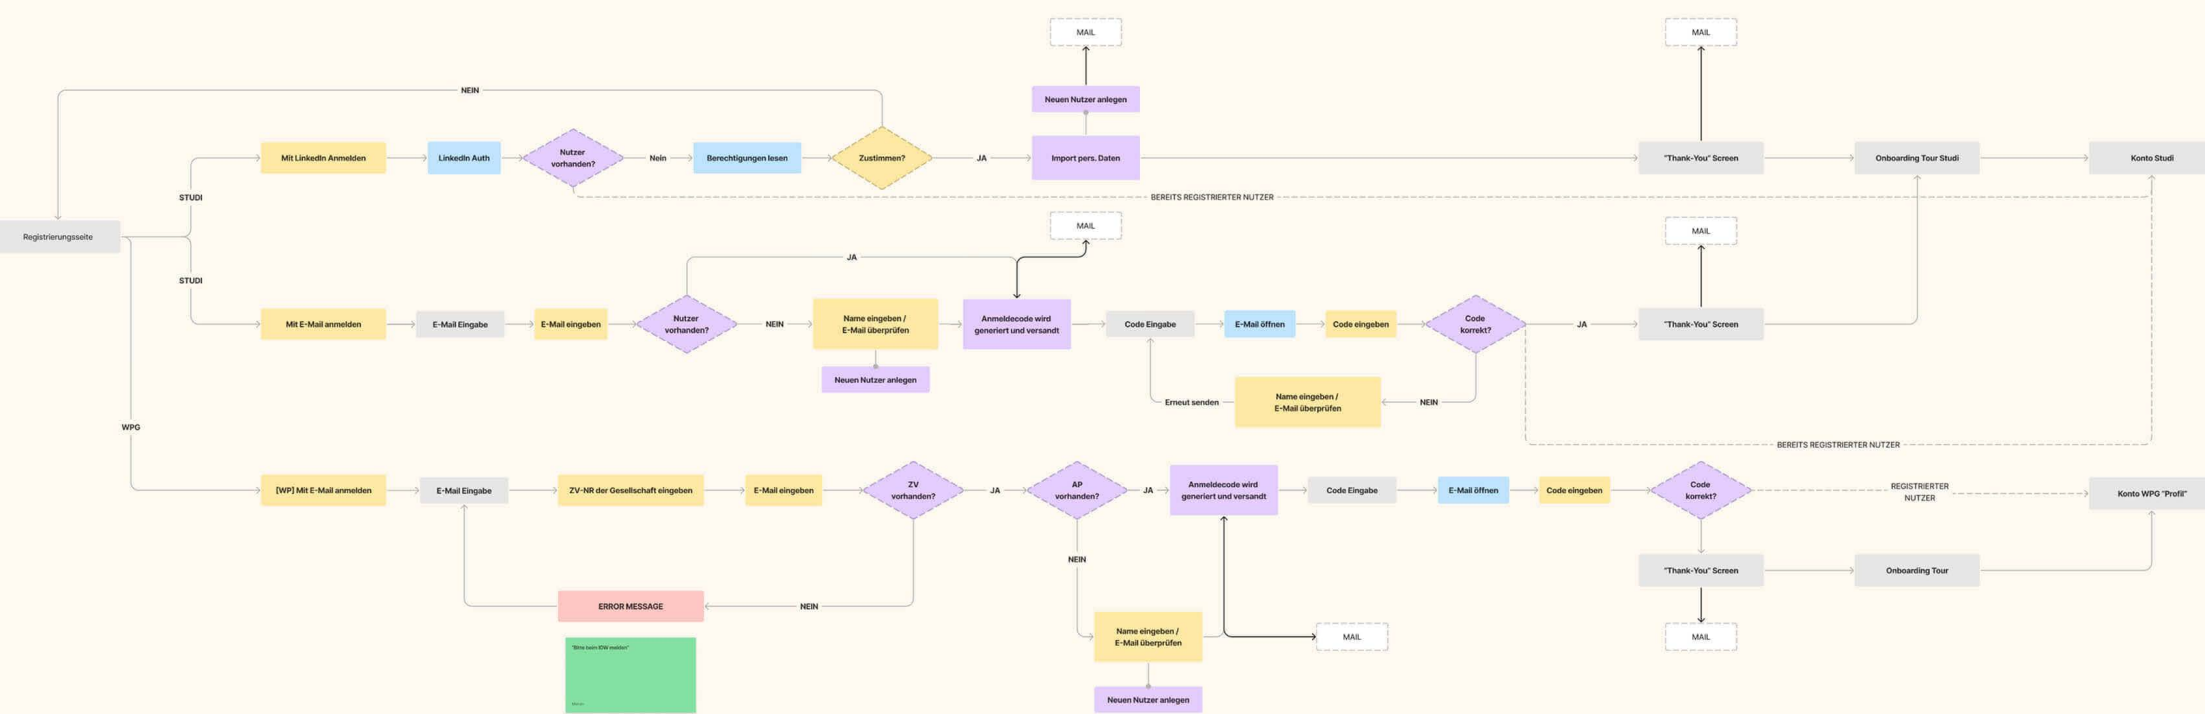 MAIL
MAIL
NEIN
Neuen Nutzer anlegen
Mit LinkedIn Anmelden
LinkedIn Auth
Nutzer
vorhanden?
Nein
Berechtigungen lesen
Zustimmen?
JA
Import pers. Daten
"Thank-You" Screen
Onboarding Tour Studi
Konto Studi
STUDI
BEREITS REGISTRIERTER NUTZER
Registrierungsseite
MAIL
MAIL
JA
STUDI
Mit E-Mail anmelden
E-Mail Eingabe
E-Mail eingeben
Nutzer
vorhanden?
NEIN
Name eingeben /
E-Mail überprüfen
Anmeldecode wird
generiert und versandt
Code Eingabe
E-Mail öffnen
Code eingeben
Code
korrekt?
JA
"Thank-You" Screen
Neuen Nutzer anlegen
Erneut senden
Name eingeben /
E-Mail überprüfen
NEIN
WPG
BEREITS REGISTRIERTER NUTZER
[WP] Mit E-Mail anmelden
E-Mail Eingabe
ZV-NR der Gesellschaft eingeben
E-Mail eingeben
ZV
vorhanden?
JA
AP
vorhanden?
JA
Anmeldecode wird
generiert und versandt
Code Eingabe
E-Mail öffnen
Code eingeben
Code
korrekt?
REGISTRIERTER
NUTZER
Konto WPG "Profil"
NEIN
"Thank-You" Screen
Onboarding Tour
ERROR MESSAGE
NEIN
Name eingeben /
E-Mail überprüfen
MAIL
MAIL
"Bitte beim IDW melden"
Neuen Nutzer anlegen